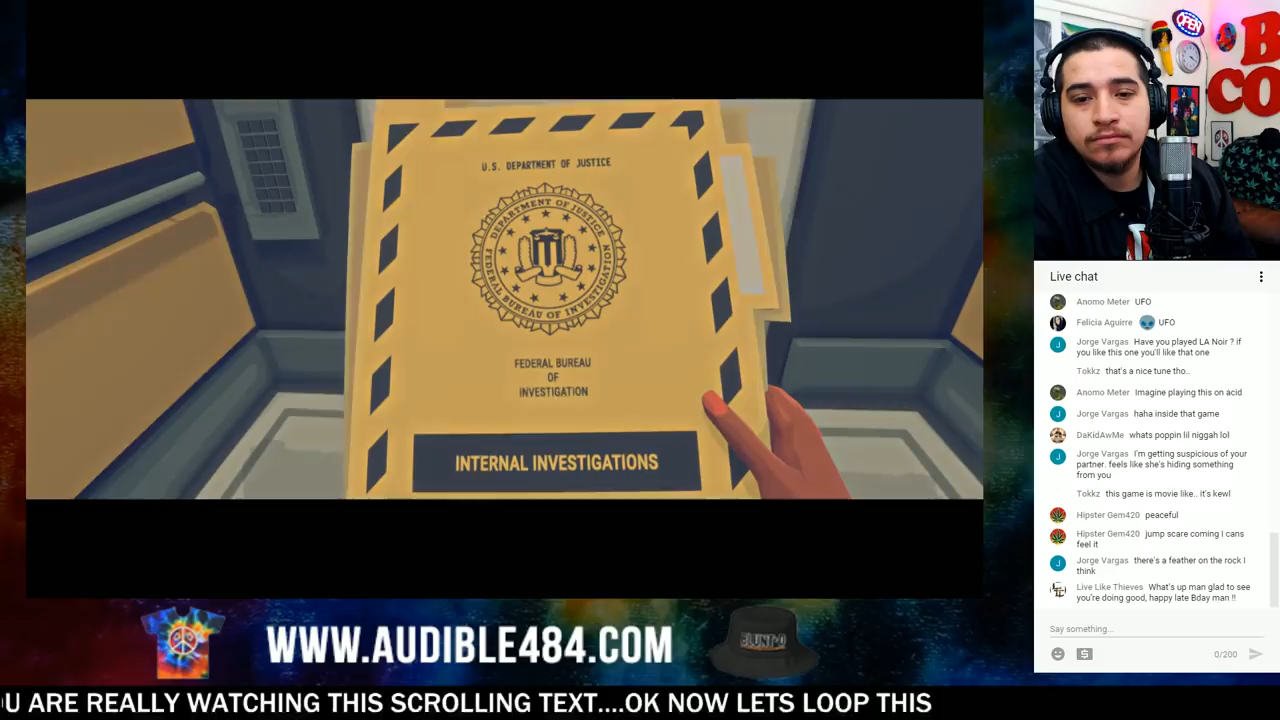 U.S. DEPARTMENT OF JUSTICE
DEPARTMENT OF JUSTICE
FEDERAL BUREAU OF INVESTIGATION
FEDERAL BUREAU
OF
INVESTIGATION
INTERNAL INVESTIGATIONS
OPEN
B
CO
Live chat
Anomo Meter UFO
Felicia Aguirre UFO
Jorge Vargas Have you played LA Noir ? if
you like this one you'll like that one
Tokkz that's a nice tune tho..
Anomo Meter Imagine playing this on acid
Jorge Vargas haha inside that game
DaKidAwMe whats poppin lil niggah lol
Jorge Vargas I'm getting suspicious of your
partner. feels like she's hiding something
from you
Tokkz this game is movie like.. it's kewl
Hipster Gem420 peaceful
Hipster Gem420 jump scare coming I cans
feel it
Jorge Vargas there's a feather on the rock I
think
Live Like Thieves What's up man glad to see
you're doing good, happy late Bday man !!
Say something...
0/200
WWW.AUDIBLE484.COM
U ARE REALLY WATCHING THIS SCROLLING TEXT....OK NOW LETS LOOP THIS